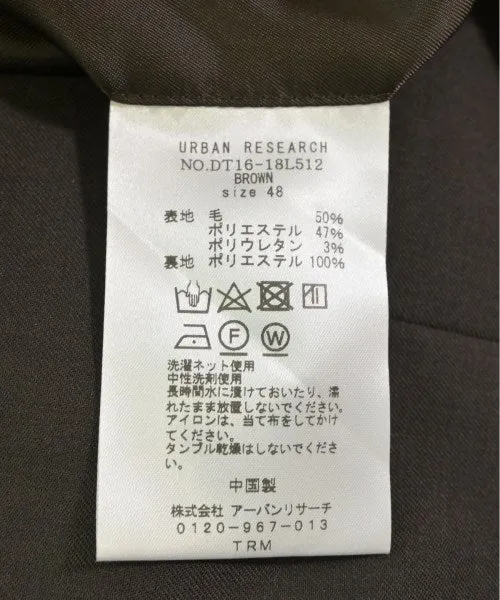 URBAN RESEARCH
NO.DT16-18L512
BROWN
size 48
表地 毛 50%
ポリエステル 47%
ポリウレタン 3%
裏地 ポリエステル 100%
F W
洗濯ネット使用
中性洗剤使用
長時間水に漬けておいたり、濡
れたまま放置しないでください。
アイロンは、当て布をしてかけ
てください。
タンブル乾燥はしないでくださ
い。
中国製
株式会社 アーバンリサーチ
0120-967-013
TRM